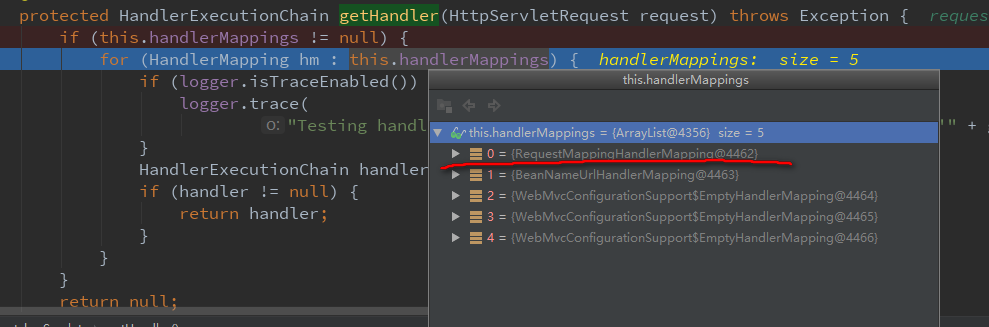 protected HandlerExecutionChain getHandler(HttpServletRequest request) throws Exception {  reques
if (this.handlerMappings != null) {
for (HandlerMapping hm : this.handlerMappings) {  handlerMappings:  size = 5
if (logger.isTraceEnabled())
logger.trace(
o: "Testing handl
'" + 
}
HandlerExecutionChain handler
if (handler != null) {
return handler;
}
}
}
return null;
this.handlerMappings
this.handlerMappings = {ArrayList@4356}  size = 5
0 = {RequestMappingHandlerMapping@4462}
1 = {BeanNameUrlHandlerMapping@4463}
2 = {WebMvcConfigurationSupport$EmptyHandlerMapping@4464}
3 = {WebMvcConfigurationSupport$EmptyHandlerMapping@4465}
4 = {WebMvcConfigurationSupport$EmptyHandlerMapping@4466}